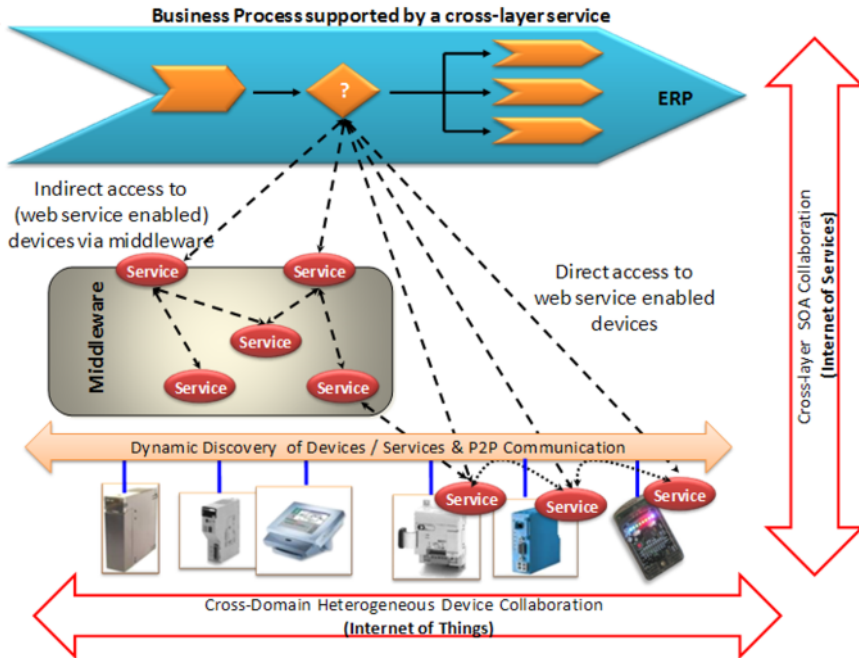 Business Process supported by a cross-layer service
?
ERP
Indirect access to
(web service enabled)
devices via middleware
Direct access to
web service enabled
devices
Middleware
Service
Service
Service
Service
Service
Dynamic Discovery of Devices / Services & P2P Communication
Service
Service
Service
Cross-Domain Heterogeneous Device Collaboration
(Internet of Things)
Cross-layer SOA Collaboration
(Internet of Services)